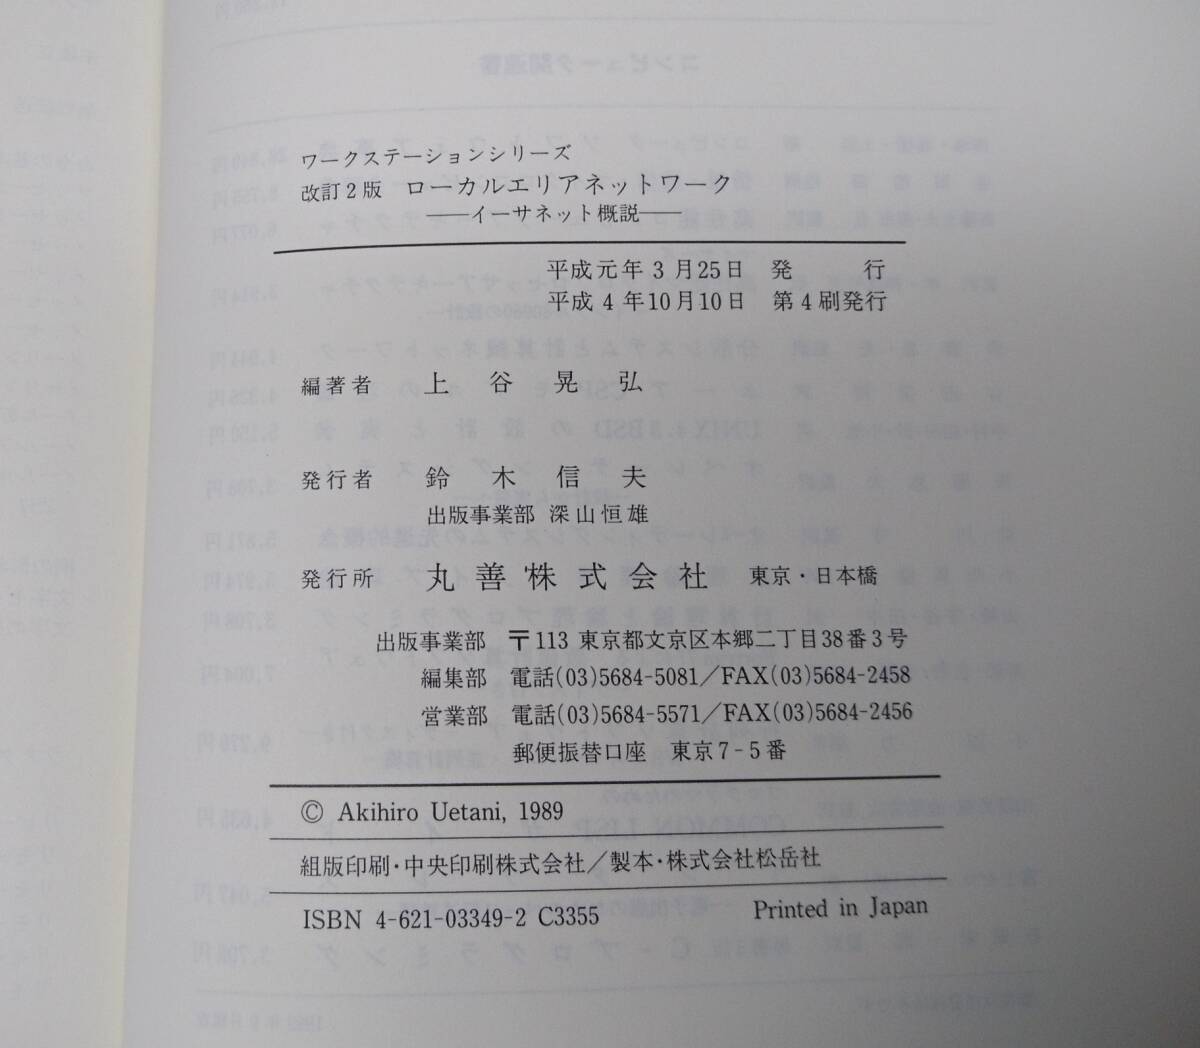 ワークステーションシリーズ
改訂2版 ローカルエリアネットワーク
——イーサネット概説——
平成元年3月25日 発 行
平成4年10月10日 第4刷発行
編著者 上 谷 晃 弘
発行者 鈴 木 信 夫
出版事業部 深山恒雄
発行所 丸善株式会社 東京・日本橋
出版事業部 〒113 東京都文京区本郷二丁目38番3号
編集部 電話(03)5684-5081/FAX(03)5684-2458
営業部 電話(03)5684-5571/FAX(03)5684-2456
郵便振替口座 東京7-5番
© Akihiro Uetani, 1989
組版印刷・中央印刷株式会社/製本・株式会社松岳社
ISBN 4-621-03349-2 C3355 Printed in Japan